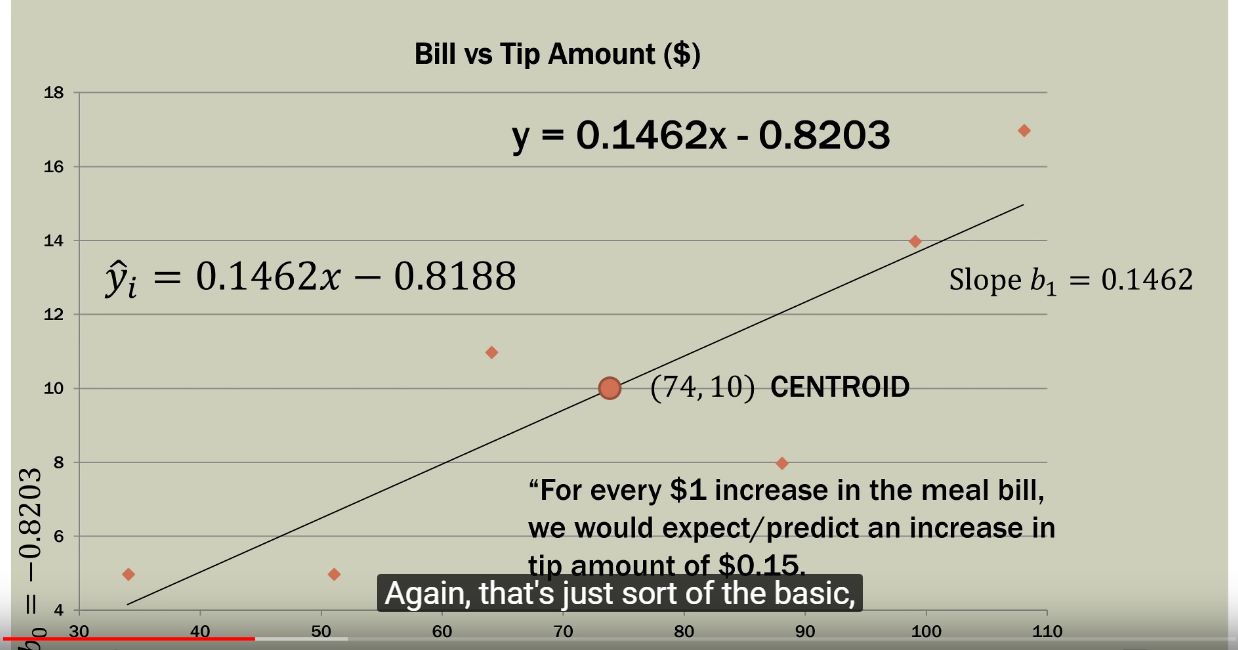 Bill vs Tip Amount ($)
18
y = 0.1462x - 0.8203
16
14
ŷᵢ = 0.1462x − 0.8188
Slope b₁ = 0.1462
12
10
(74, 10) CENTROID
8
“For every $1 increase in the meal bill,
we would expect/predict an increase in
6
tip amount of $0.15.
Again, that's just sort of the basic,
4
b₀ = −0.8203
30 40 50 60 70 80 90 100 110